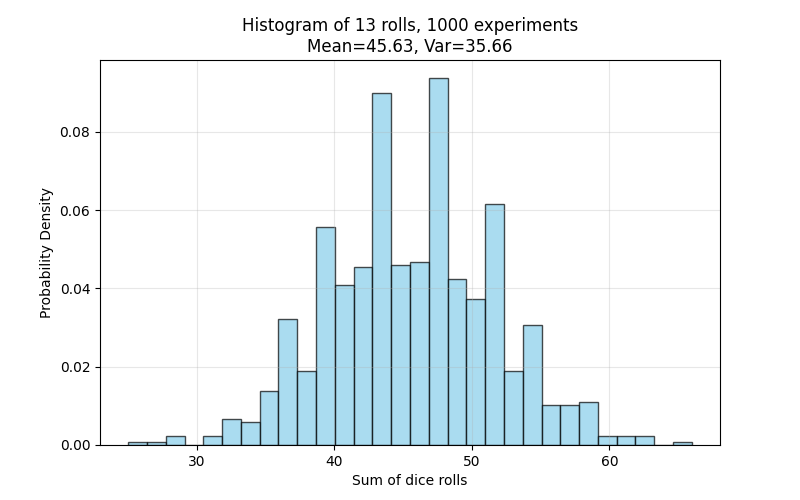 Histogram of 13 rolls, 1000 experiments
Mean=45.63, Var=35.66
Probability Density
0.08
0.06
0.04
0.02
0.00
30 40 50 60
Sum of dice rolls